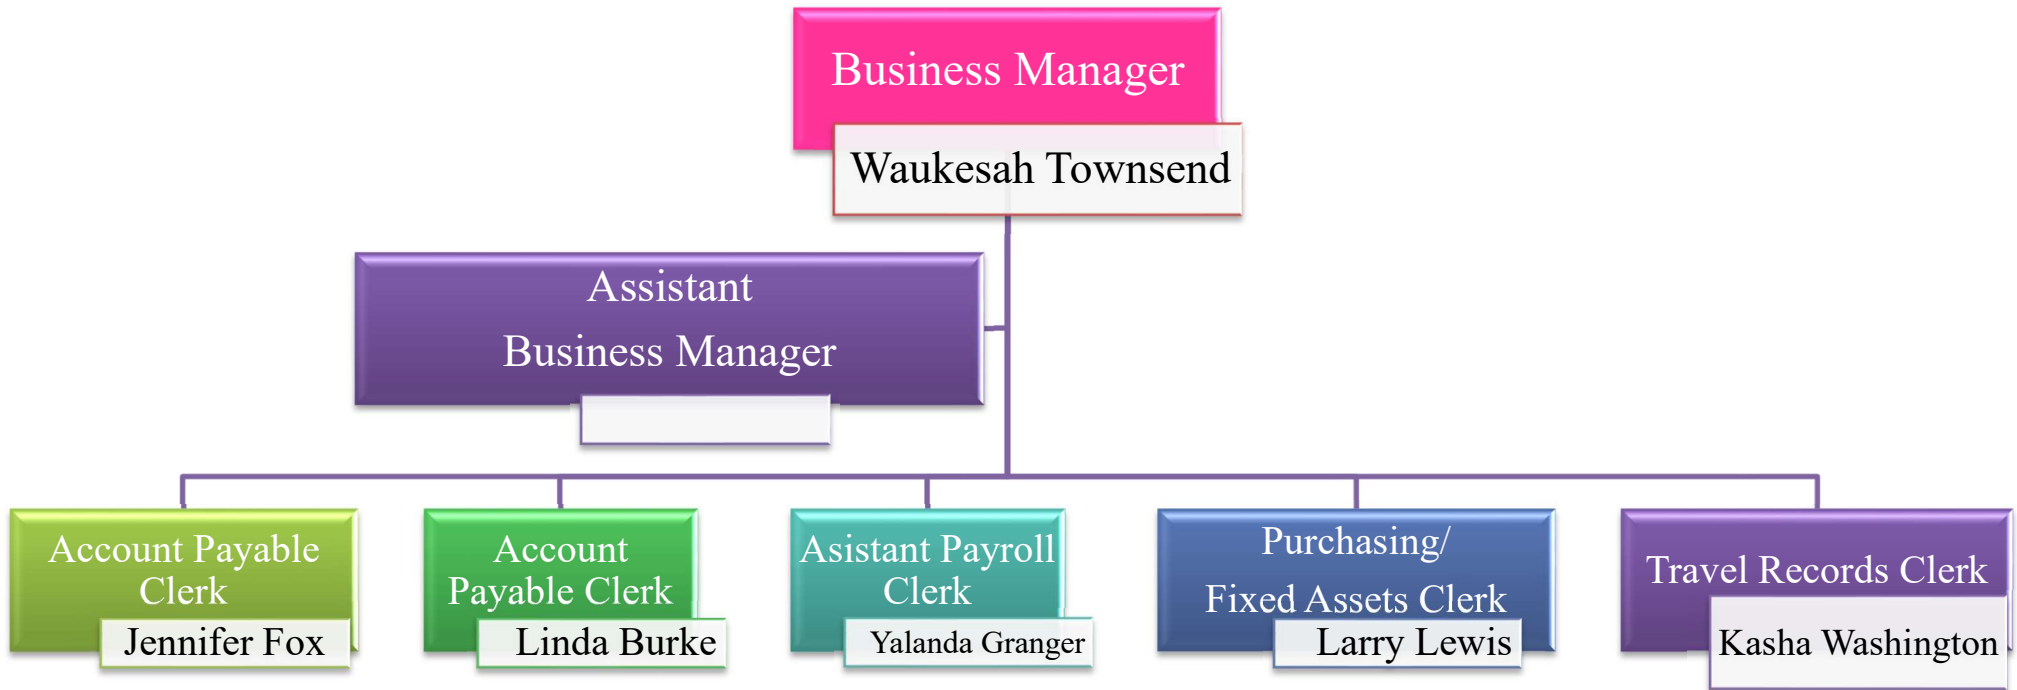 Business Manager
Waukesah Townsend
Assistant
Business Manager
Account Payable
Clerk
Jennifer Fox
Account
Payable Clerk
Linda Burke
Asistant Payroll
Clerk
Yalanda Granger
Purchasing/
Fixed Assets Clerk
Larry Lewis
Travel Records Clerk
Kasha Washington